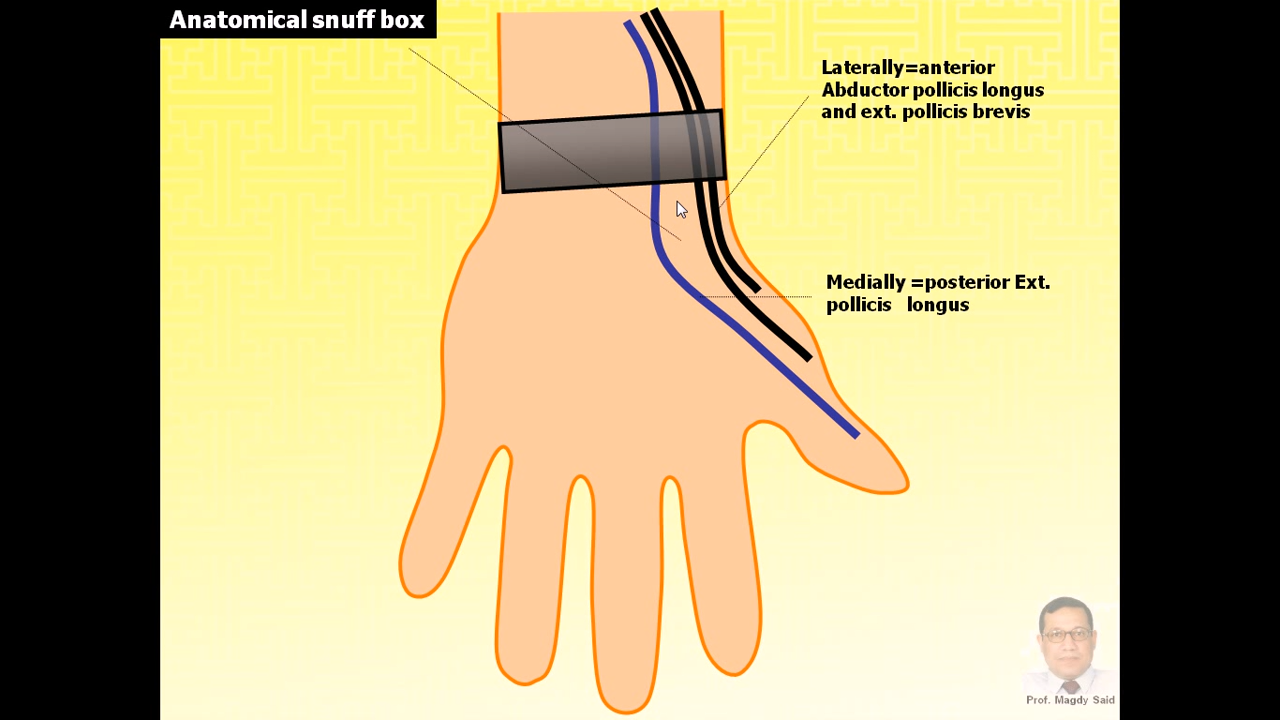 Anatomical snuff box
Laterally=anterior
Abductor pollicis longus
and ext. pollicis brevis
Medially =posterior Ext.
pollicis longus
Prof. Magdy Said